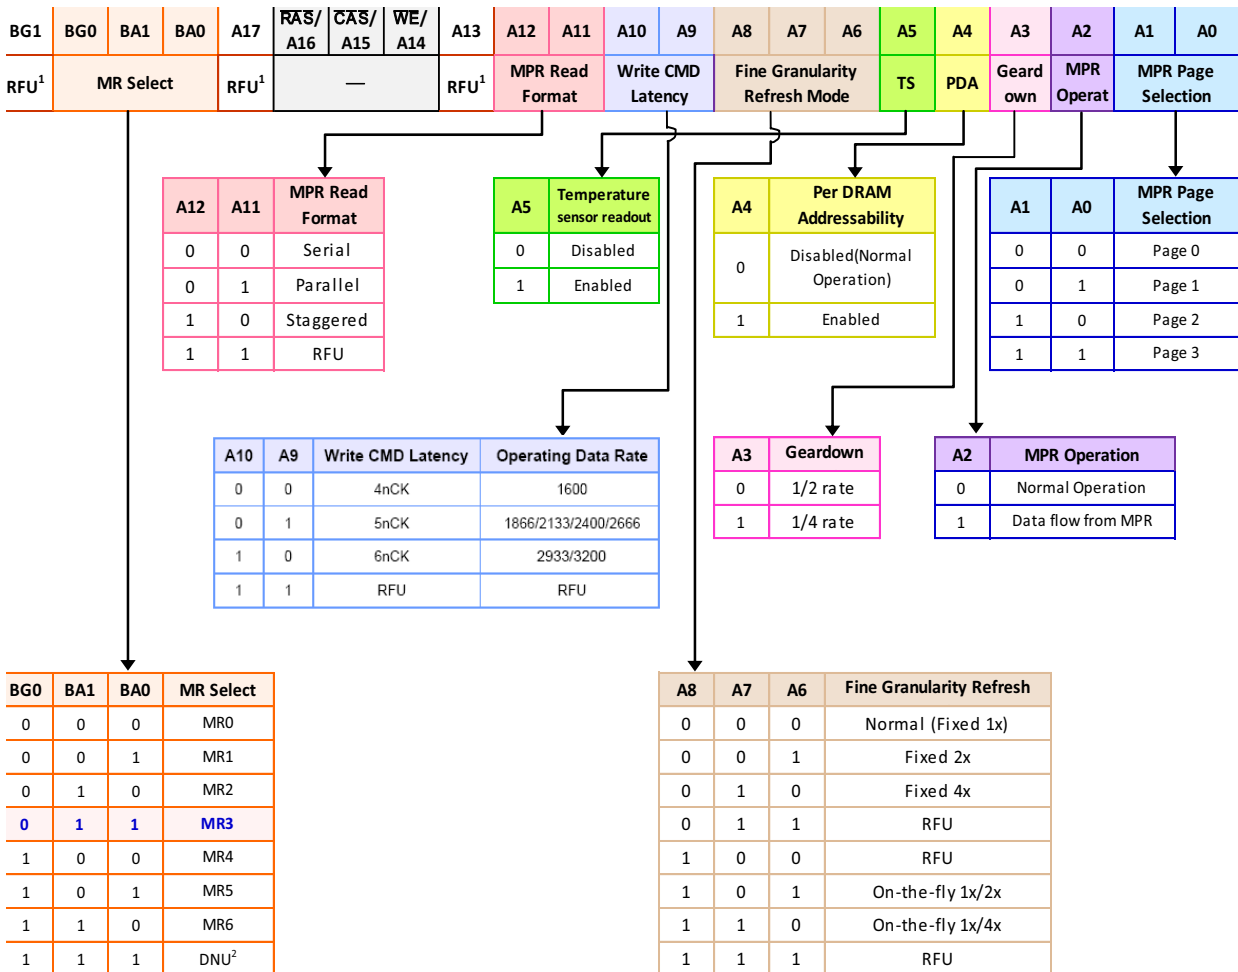 BG1 BG0 BA1 BA0 A17 RAS/ A16 CAS/ A15 WE/ A14 A13 A12 A11 A10 A9 A8 A7 A6 A5 A4 A3 A2 A1 A0
RFU1 MR Select RFU1 — RFU1 MPR Read Format Write CMD Latency Fine Granularity Refresh Mode TS PDA Geard own MPR Operat MPR Page Selection
A12 A11 MPR Read Format
0 0 Serial
0 1 Parallel
1 0 Staggered
1 1 RFU
A5 Temperature sensor readout
0 Disabled
1 Enabled
A4 Per DRAM Addressability
0 Disabled(Normal Operation)
1 Enabled
A1 A0 MPR Page Selection
0 0 Page 0
0 1 Page 1
1 0 Page 2
1 1 Page 3
A10 A9 Write CMD Latency Operating Data Rate
0 0 4nCK 1600
0 1 5nCK 1866/2133/2400/2666
1 0 6nCK 2933/3200
1 1 RFU RFU
A3 Geardown
0 1/2 rate
1 1/4 rate
A2 MPR Operation
0 Normal Operation
1 Data flow from MPR
BG0 BA1 BA0 MR Select
0 0 0 MR0
0 0 1 MR1
0 1 0 MR2
0 1 1 MR3
1 0 0 MR4
1 0 1 MR5
1 1 0 MR6
1 1 1 DNU2
A8 A7 A6 Fine Granularity Refresh
0 0 0 Normal (Fixed 1x)
0 0 1 Fixed 2x
0 1 0 Fixed 4x
0 1 1 RFU
1 0 0 RFU
1 0 1 On-the-fly 1x/2x
1 1 0 On-the-fly 1x/4x
1 1 1 RFU